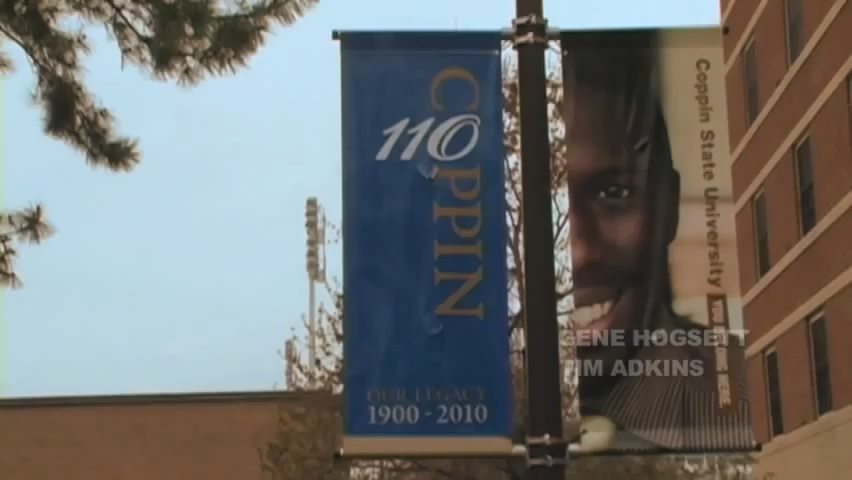 COPPIN
110
OUR LEGACY
1900 - 2010
Coppin State University
GENE HOGSETT
TIM ADKINS